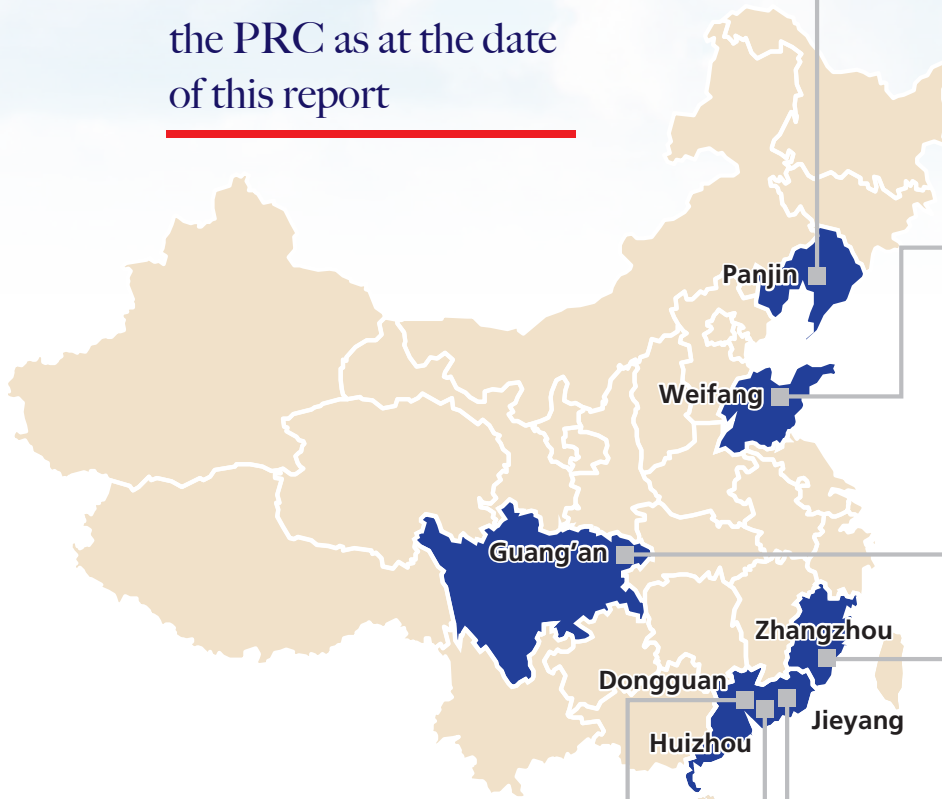 the PRC as at the date
of this report
Panjin
Weifang
Guang’an
Zhangzhou
Dongguan
Jieyang
Huizhou